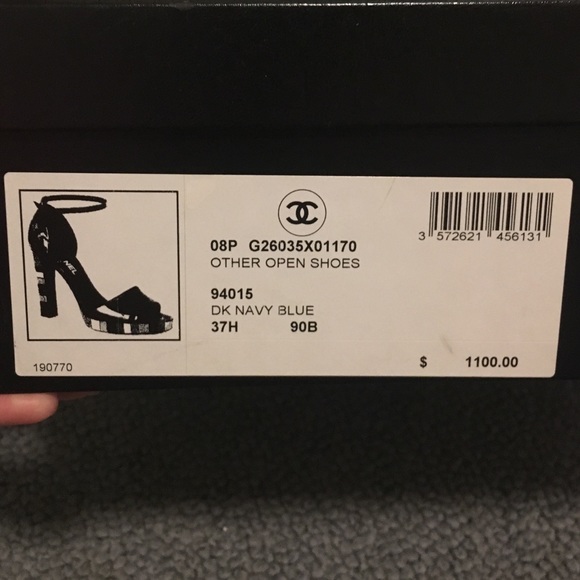 08P G26035X01170
OTHER OPEN SHOES
94015
DK NAVY BLUE
37H 90B
$ 1100.00
3 572621 456131
190770